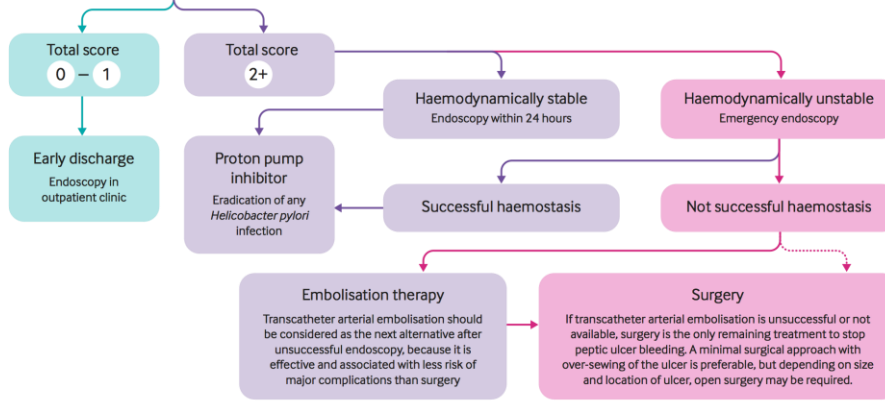 Total score
0 – 1
Total score
2+
Haemodynamically stable
Endoscopy within 24 hours
Haemodynamically unstable
Emergency endoscopy
Early discharge
Endoscopy in
outpatient clinic
Proton pump
inhibitor
Eradication of any
Helicobacter pylori
infection
Successful haemostasis
Not successful haemostasis
Embolisation therapy
Transcatheter arterial embolisation should
be considered as the next alternative after
unsuccessful endoscopy, because it is
effective and associated with less risk of
major complications than surgery
Surgery
If transcatheter arterial embolisation is unsuccessful or not
available, surgery is the only remaining treatment to stop
peptic ulcer bleeding. A minimal surgical approach with
over-sewing of the ulcer is preferable, but depending on size
and location of ulcer, open surgery may be required.